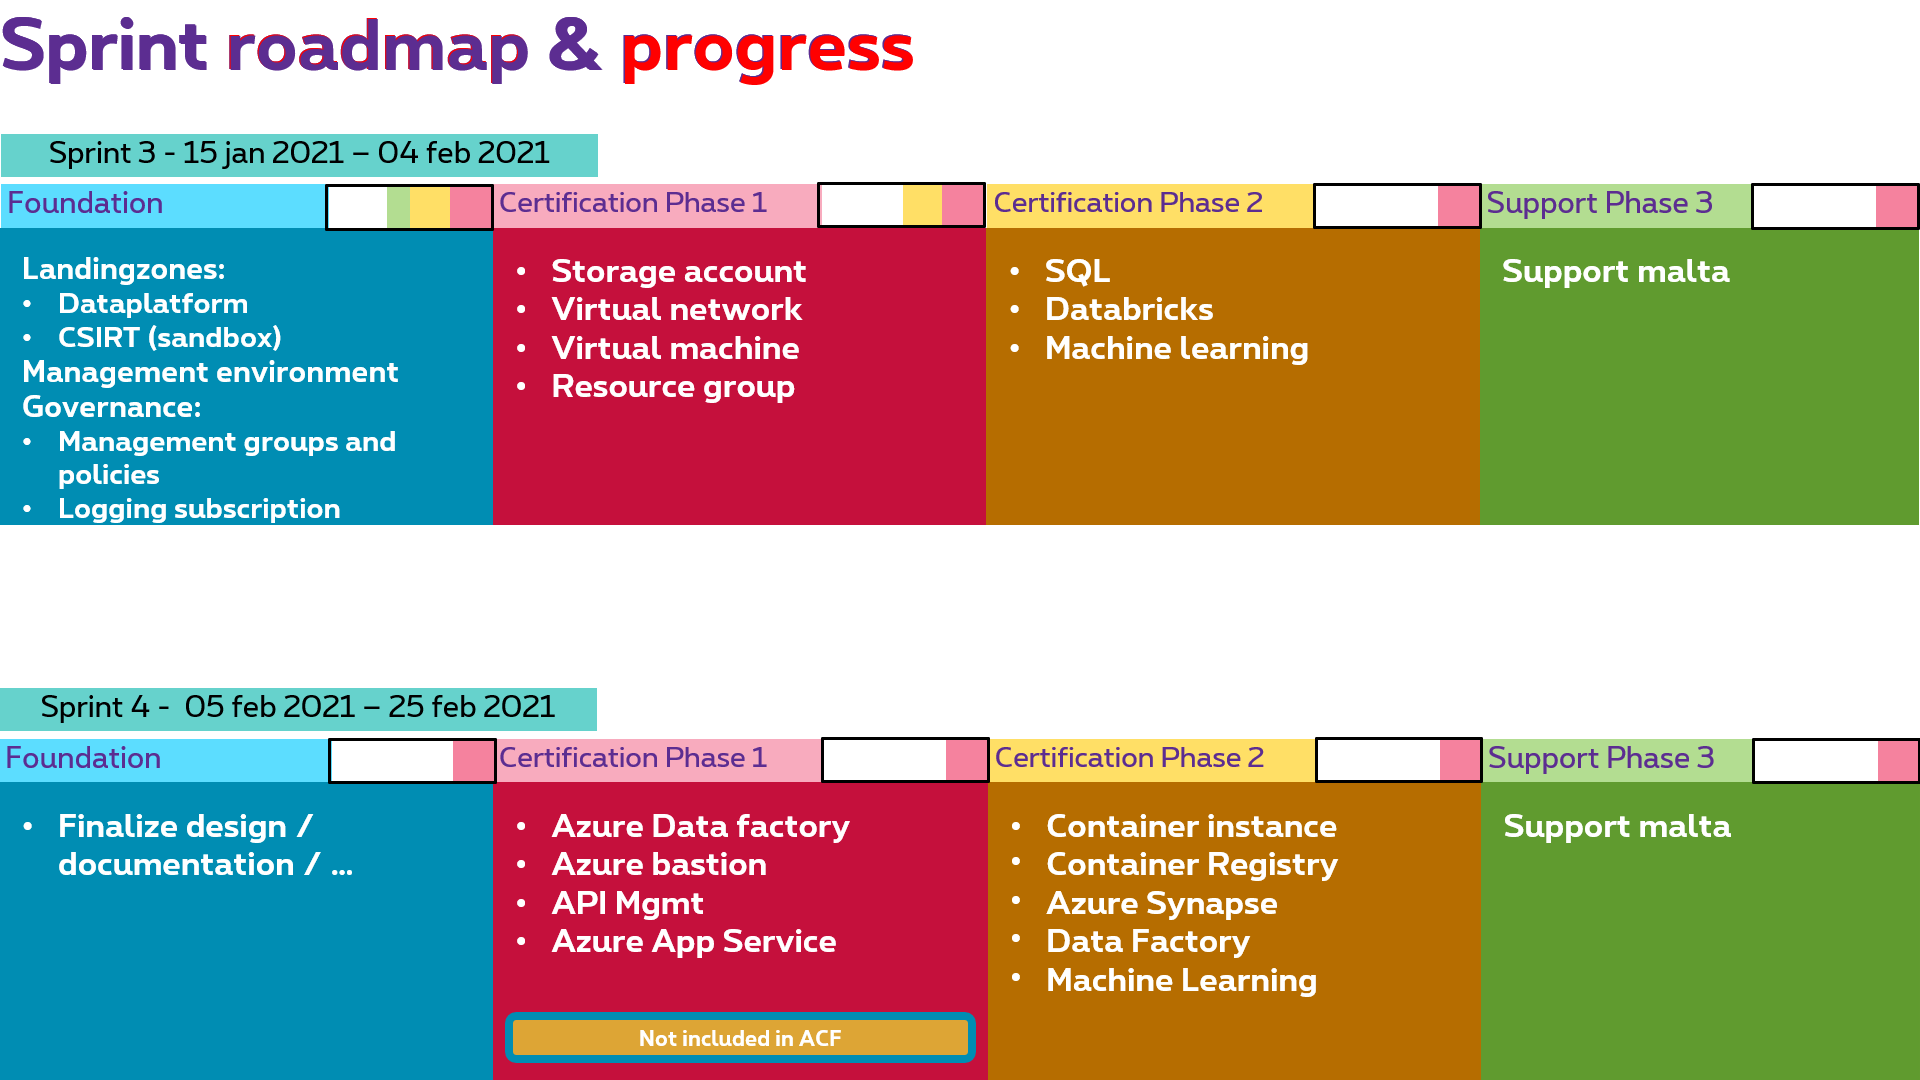 Sprint roadmap & progress
Sprint 3 - 15 jan 2021 – 04 feb 2021
Foundation
Certification Phase 1
Certification Phase 2
Support Phase 3
Landingzones:
• Dataplatform
• CSIRT (sandbox)
Management environment
Governance:
• Management groups and
policies
• Logging subscription
• Storage account
• Virtual network
• Virtual machine
• Resource group
• SQL
• Databricks
• Machine learning
Support malta
Sprint 4 - 05 feb 2021 – 25 feb 2021
Foundation
Certification Phase 1
Certification Phase 2
Support Phase 3
• Finalize design /
documentation / ...
• Azure Data factory
• Azure bastion
• API Mgmt
• Azure App Service
Not included in ACF
• Container instance
• Container Registry
• Azure Synapse
• Data Factory
• Machine Learning
Support malta